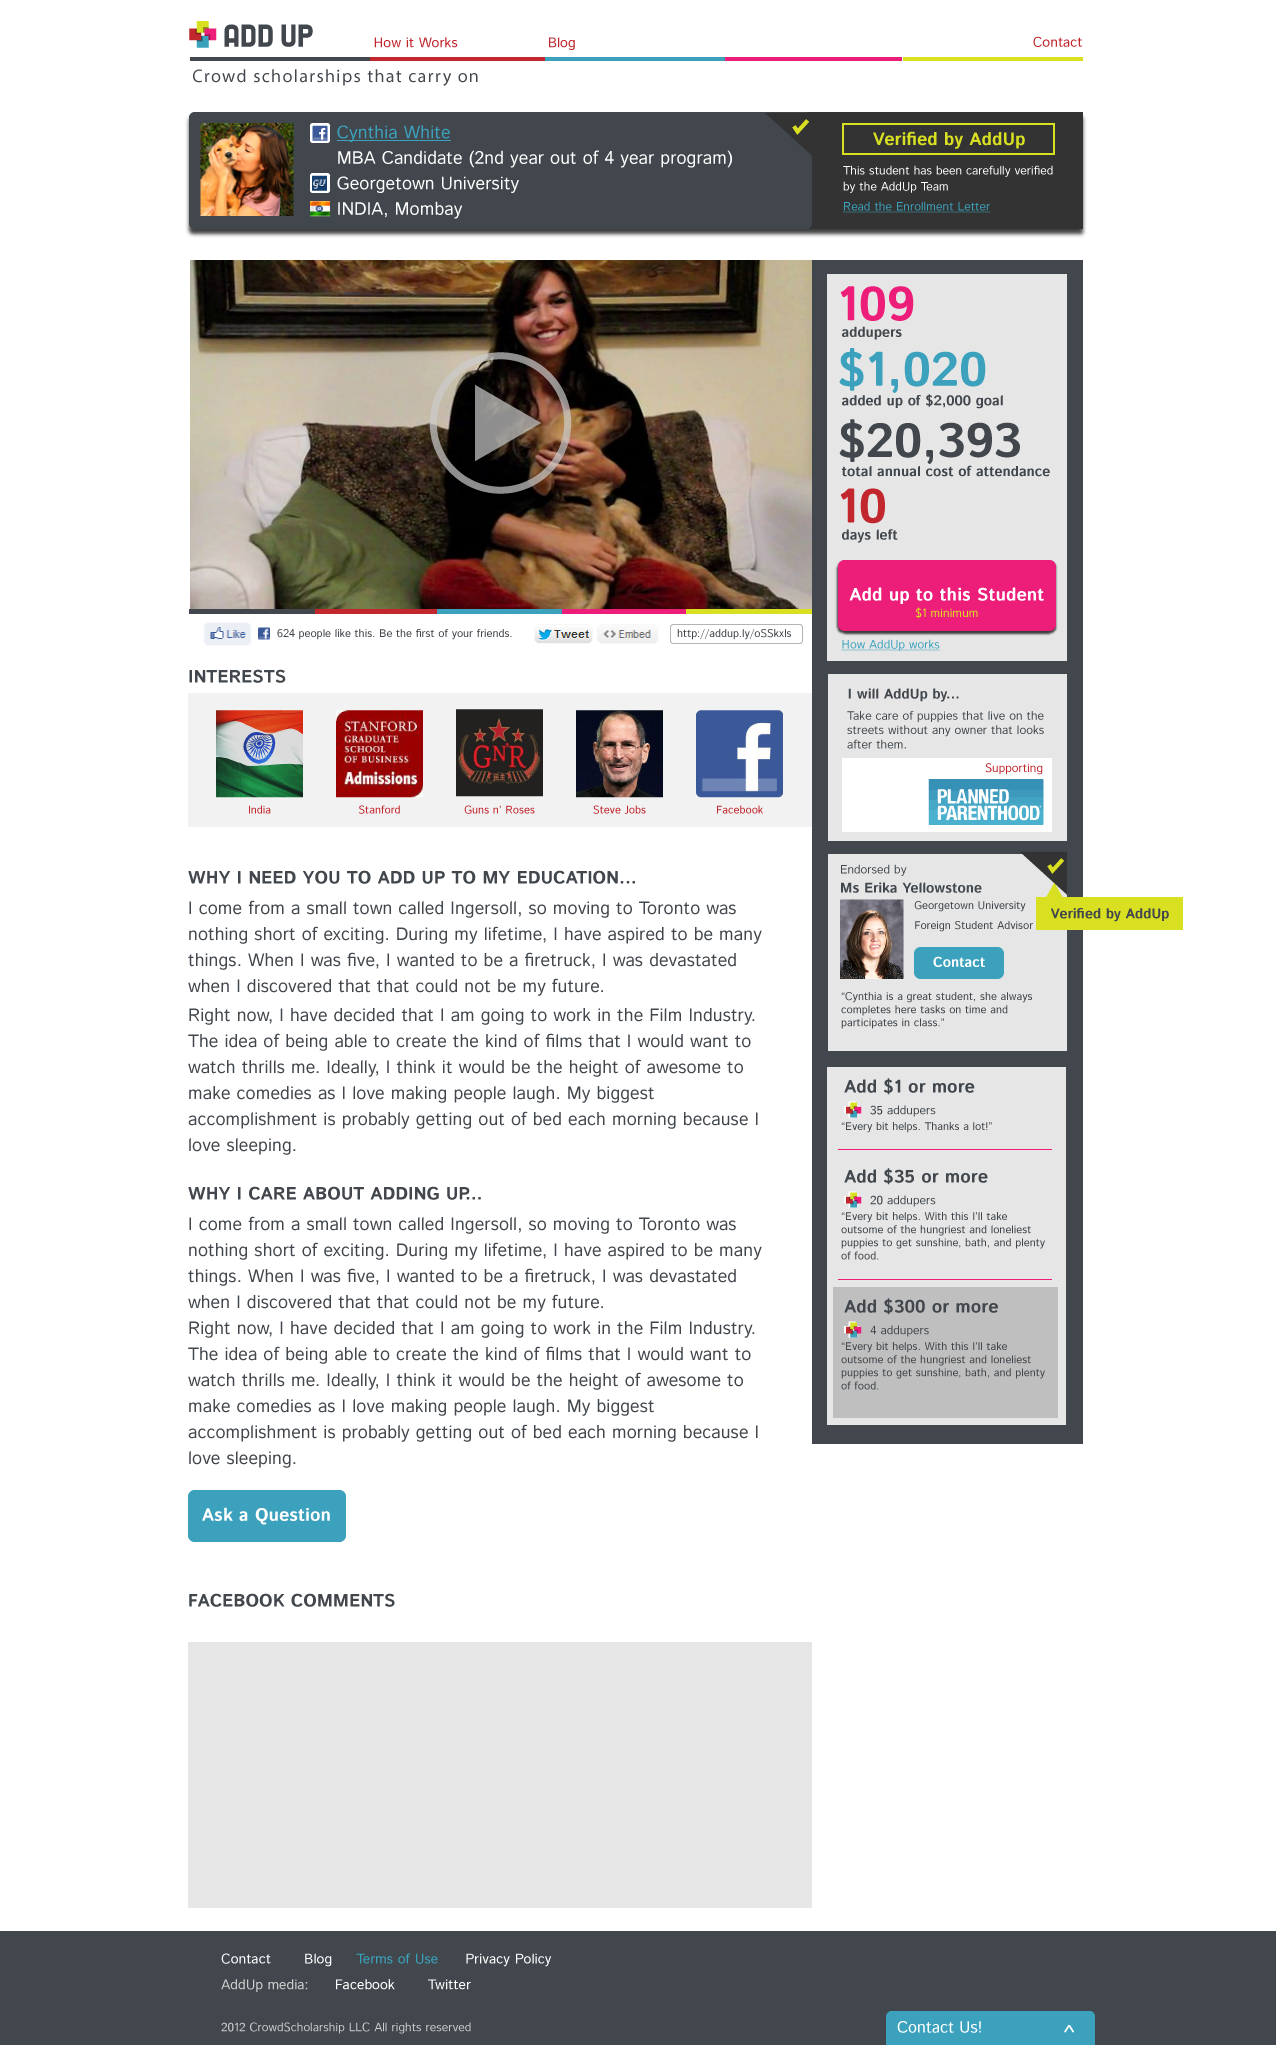 ADD UP
How it Works
Blog
Contact
Crowd scholarships that carry on
Cynthia White
MBA Candidate (2nd year out of 4 year program)
GU
Georgetown University
INDIA, Mombay
Verified by AddUp
This student has been carefully verified
by the AddUp Team
Read the Enrollment Letter
109
addupers
$1,020
added up of $2,000 goal
$20,393
total annual cost of attendance
10
days left
Add up to this Student
$1 minimum
How AddUp works
Like
624 people like this. Be the first of your friends.
Tweet
Embed
http://addup.ly/oSSkxls
INTERESTS
STANFORD
GRADUATE
SCHOOL
OF BUSINESS
Admissions
GNR
f
India
Stanford
Guns n' Roses
Steve Jobs
Facebook
I will AddUp by...
Take care of puppies that live on the
streets without any owner that looks
after them.
Supporting
PLANNED
PARENTHOOD
Endorsed by
Ms Erika Yellowstone
Georgetown University
Foreign Student Advisor
Verified by AddUp
Contact
“Cynthia is a great student, she always
completes here tasks on time and
participates in class.”
WHY I NEED YOU TO ADD UP TO MY EDUCATION...
I come from a small town called Ingersoll, so moving to Toronto was
nothing short of exciting. During my lifetime, I have aspired to be many
things. When I was five, I wanted to be a firetruck, I was devastated
when I discovered that that could not be my future.
Right now, I have decided that I am going to work in the Film Industry.
The idea of being able to create the kind of films that I would want to
watch thrills me. Ideally, I think it would be the height of awesome to
make comedies as I love making people laugh. My biggest
accomplishment is probably getting out of bed each morning because I
love sleeping.
WHY I CARE ABOUT ADDING UP...
I come from a small town called Ingersoll, so moving to Toronto was
nothing short of exciting. During my lifetime, I have aspired to be many
things. When I was five, I wanted to be a firetruck, I was devastated
when I discovered that that could not be my future.
Right now, I have decided that I am going to work in the Film Industry.
The idea of being able to create the kind of films that I would want to
watch thrills me. Ideally, I think it would be the height of awesome to
make comedies as I love making people laugh. My biggest
accomplishment is probably getting out of bed each morning because I
love sleeping.
Add $1 or more
35 addupers
“Every bit helps. Thanks a lot!”
Add $35 or more
20 addupers
“Every bit helps. With this I'll take
outsome of the hungriest and loneliest
puppies to get sunshine, bath, and plenty
of food.
Add $300 or more
4 addupers
“Every bit helps. With this I'll take
outsome of the hungriest and loneliest
puppies to get sunshine, bath, and plenty
of food.
Ask a Question
FACEBOOK COMMENTS
Contact
Blog
Terms of Use
Privacy Policy
AddUp media:
Facebook
Twitter
2012 CrowdScholarship LLC All rights reserved
Contact Us!